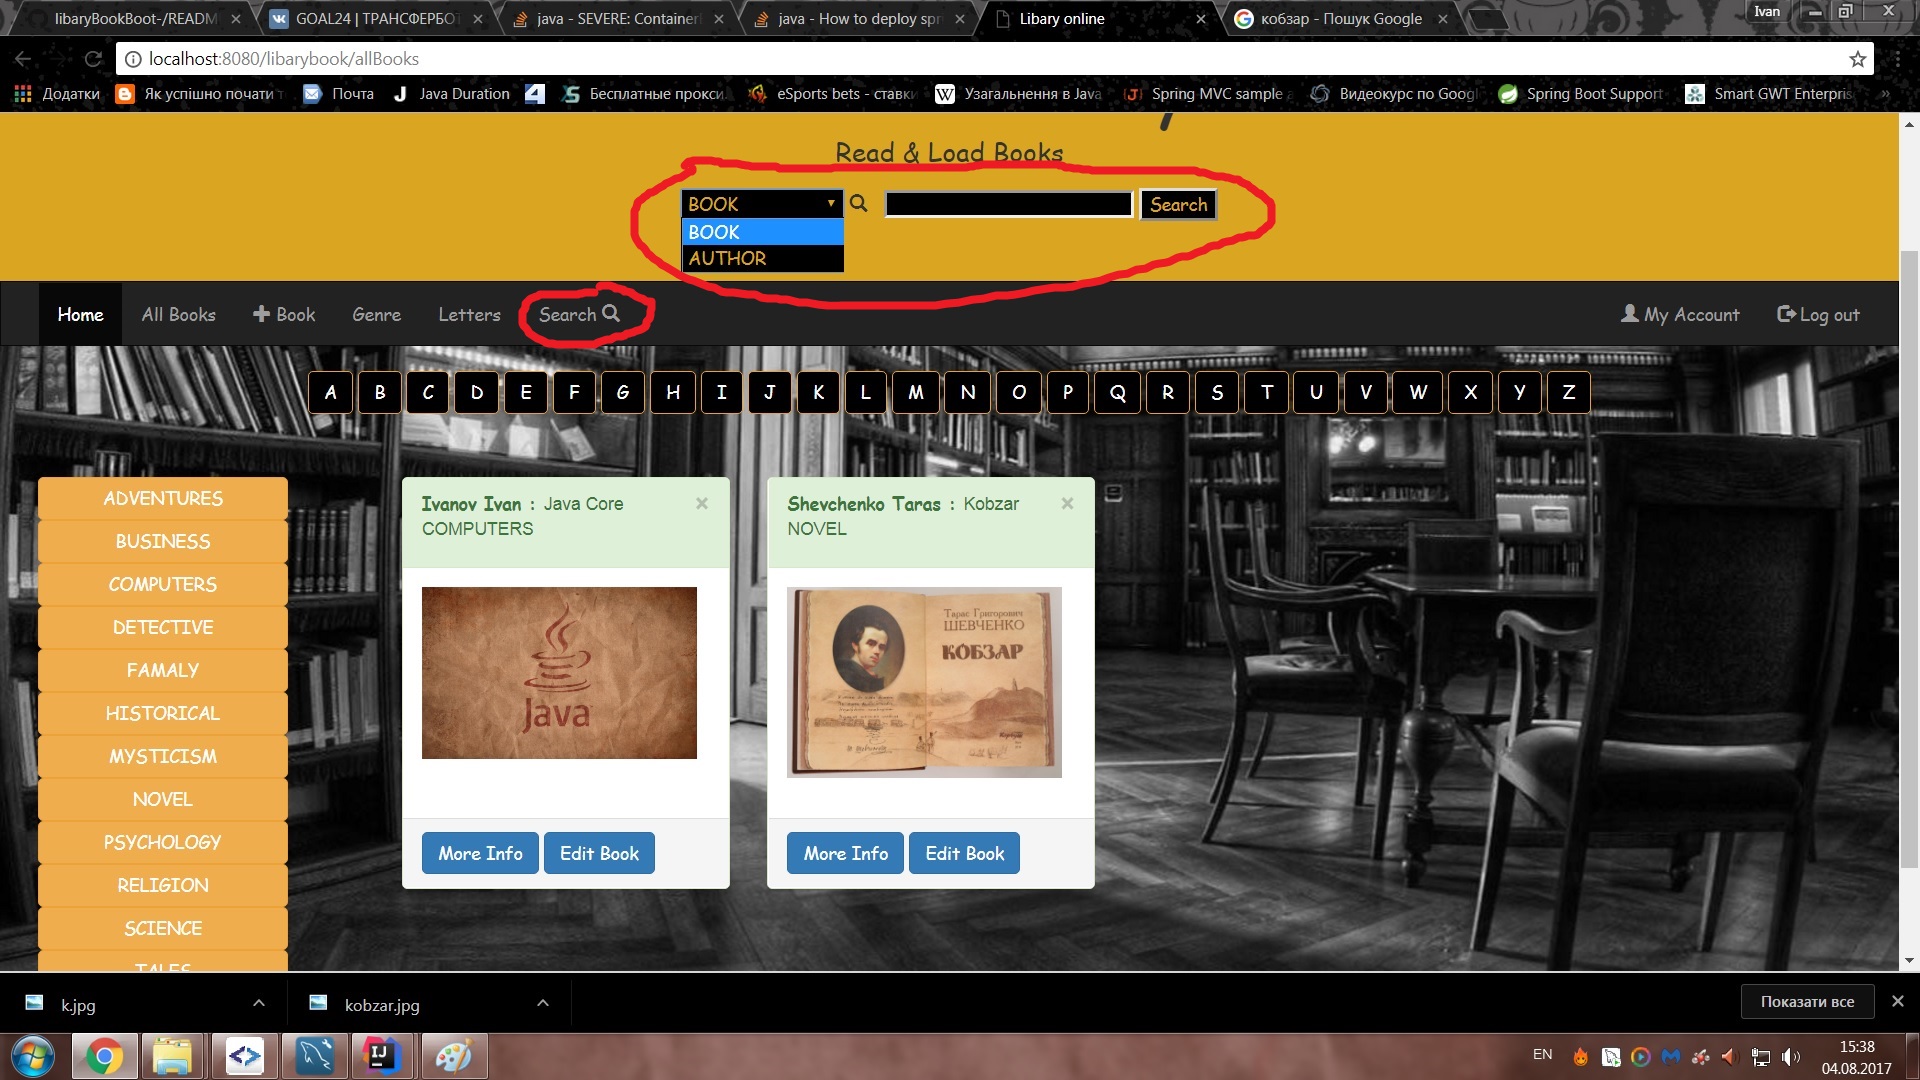 libaryBookBoot-/READM
GOAL24 | ТРАНСФЕРБО
java - SEVERE: Container
java - How to deploy spr
Libary online
кобзар - Пошук Google
Ivan
localhost:8080/libarybook/allBooks
Додатки
Як успішно почати т
Почта
Java Duration
Бесплатные прокси
eSports bets - ставки
Узагальнення в Java
Spring MVC sample a
Видеокурс по Googl
Spring Boot Support
Smart GWT Enterpris
»
Read & Load Books
BOOK
Search
BOOK
AUTHOR
Home
All Books
Book
Genre
Letters
Search
My Account
Log out
A B C D E F G H I J K L M N O P Q R S T U V W X Y Z
ADVENTURES
BUSINESS
COMPUTERS
DETECTIVE
FAMALY
HISTORICAL
MYSTICISM
NOVEL
PSYCHOLOGY
RELIGION
SCIENCE
TALES
Ivanov Ivan : Java Core ×
COMPUTERS
Java
More Info Edit Book
Shevchenko Taras : Kobzar ×
NOVEL
Тарас Григорович
ШЕВЧЕНКО
КОБЗАР
More Info Edit Book
k.jpg
kobzar.jpg
Показати все
EN
15:38
04.08.2017